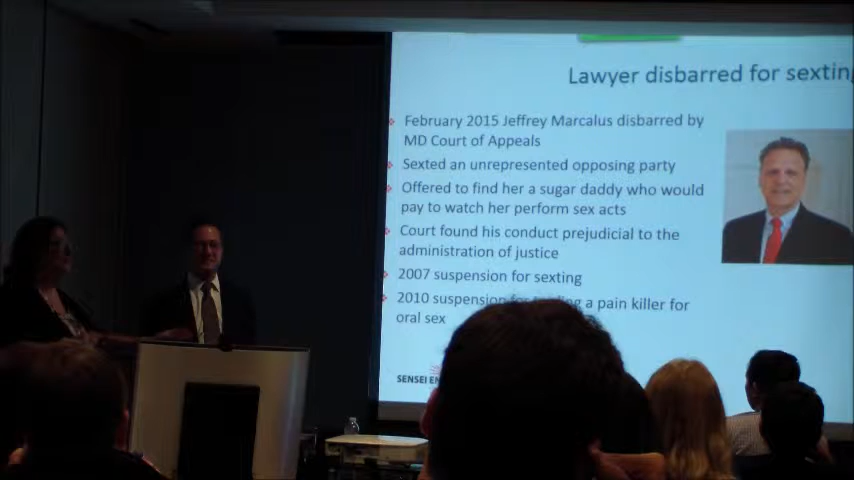 Lawyer disbarred for sexting
February 2015 Jeffrey Marcalus disbarred by
MD Court of Appeals
Sexted an unrepresented opposing party
Offered to find her a sugar daddy who would
pay to watch her perform sex acts
Court found his conduct prejudicial to the
administration of justice
2007 suspension for sexting
2010 suspension for a pain killer for
oral sex
SENSEI